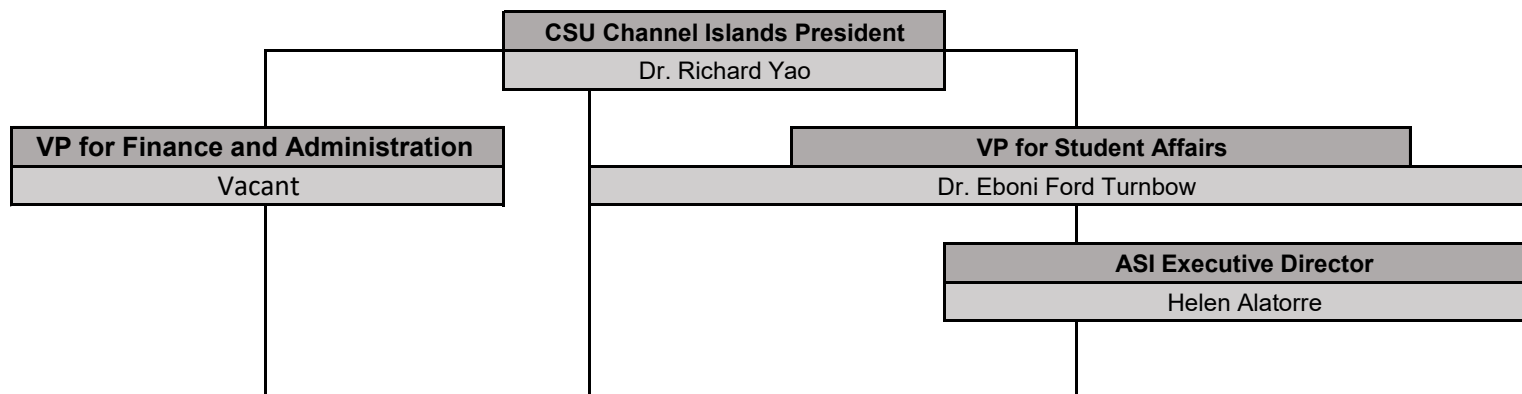 CSU Channel Islands President
Dr. Richard Yao
VP for Finance and Administration
Vacant
VP for Student Affairs
Dr. Eboni Ford Turnbow
ASI Executive Director
Helen Alatorre